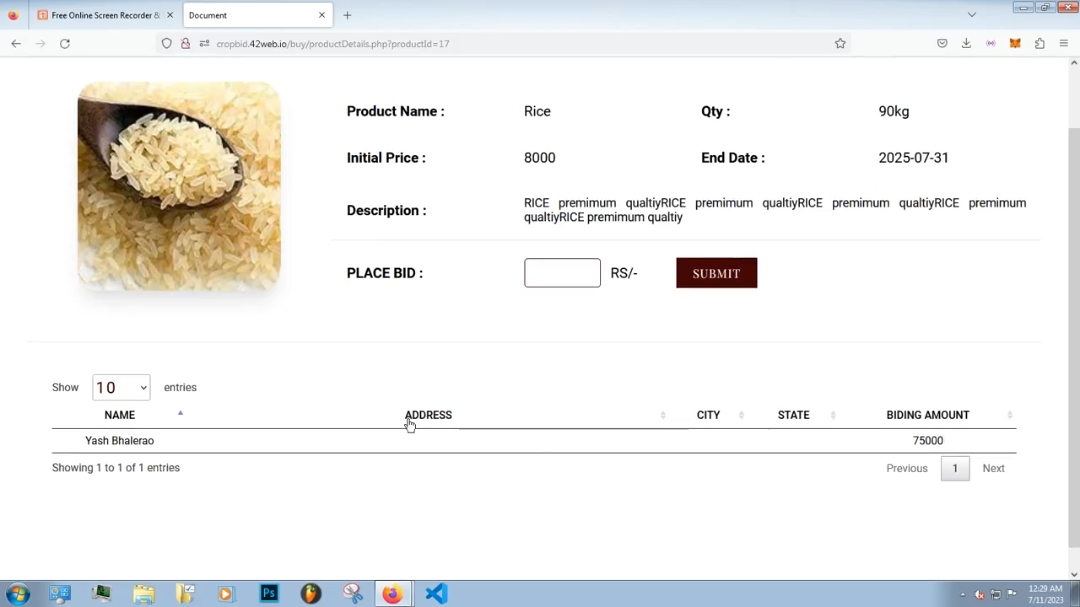 Free Online Screen Recorder &
Document
cropbid.42web.io/buy/productDetails.php?productId=17
Product Name : Rice Qty : 90kg
Initial Price : 8000 End Date : 2025-07-31
Description : RICE premimum qualtiyRICE premimum qualtiyRICE premimum qualtiyRICE premimum
qualtiyRICE premimum qualtiy
PLACE BID : RS/- SUBMIT
Show 10 entries
NAME ADDRESS CITY STATE BIDING AMOUNT
Yash Bhalerao 75000
Showing 1 to 1 of 1 entries Previous 1 Next
Ps
12:29 AM
7/11/2023